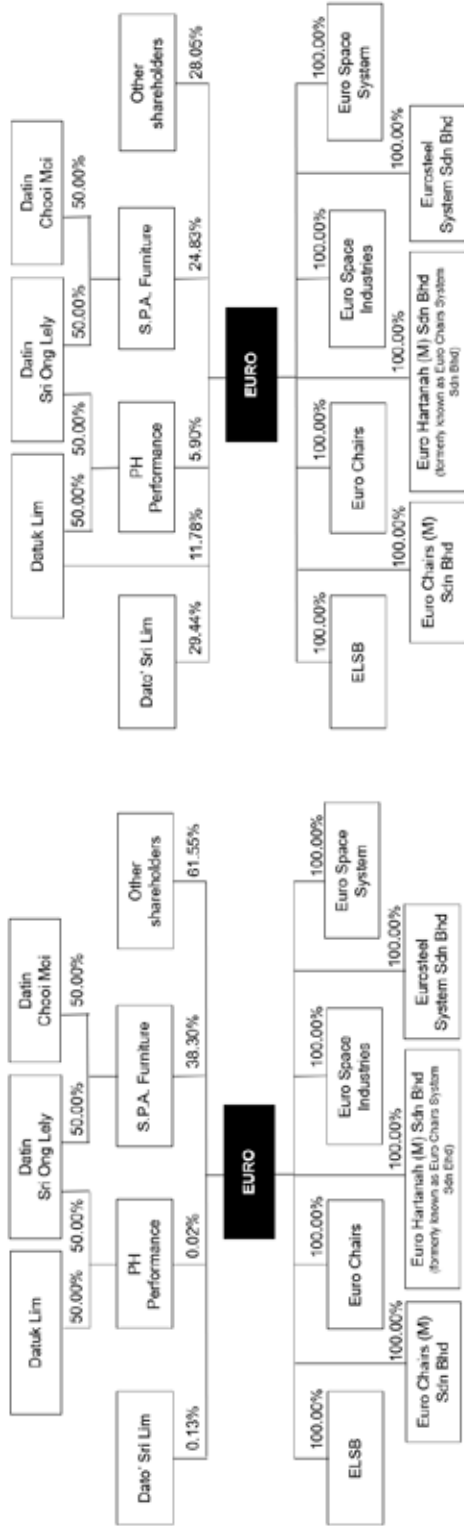 Datuk Lim
Datin
Sri Ong Lely
Datin
Chooi Moi
50.00%
50.00%
50.00%
50.00%
Dato' Sri Lim
PH
Performance
S.P.A. Furniture
Other
shareholders
0.13%
0.02%
38.30%
61.55%
EURO
100.00%
100.00%
100.00%
100.00%
ELSB
Euro Chairs
Euro Space
Industries
Euro Space
System
100.00%
100.00%
100.00%
Euro Chairs (M)
Sdn Bhd
Euro Hartanah (M) Sdn Bhd
(formerly known as Euro Chairs System
Sdn Bhd)
Eurosteel
System Sdn Bhd
Datuk Lim
Datin
Sri Ong Lely
Datin
Chooi Moi
50.00%
50.00%
50.00%
50.00%
Dato' Sri Lim
PH
Performance
S.P.A. Furniture
Other
shareholders
29.44%
11.78%
5.90%
24.83%
28.05%
EURO
100.00%
100.00%
100.00%
100.00%
ELSB
Euro Chairs
Euro Space
Industries
Euro Space
System
100.00%
100.00%
100.00%
Euro Chairs (M)
Sdn Bhd
Euro Hartanah (M) Sdn Bhd
(formerly known as Euro Chairs System
Sdn Bhd)
Eurosteel
System Sdn Bhd